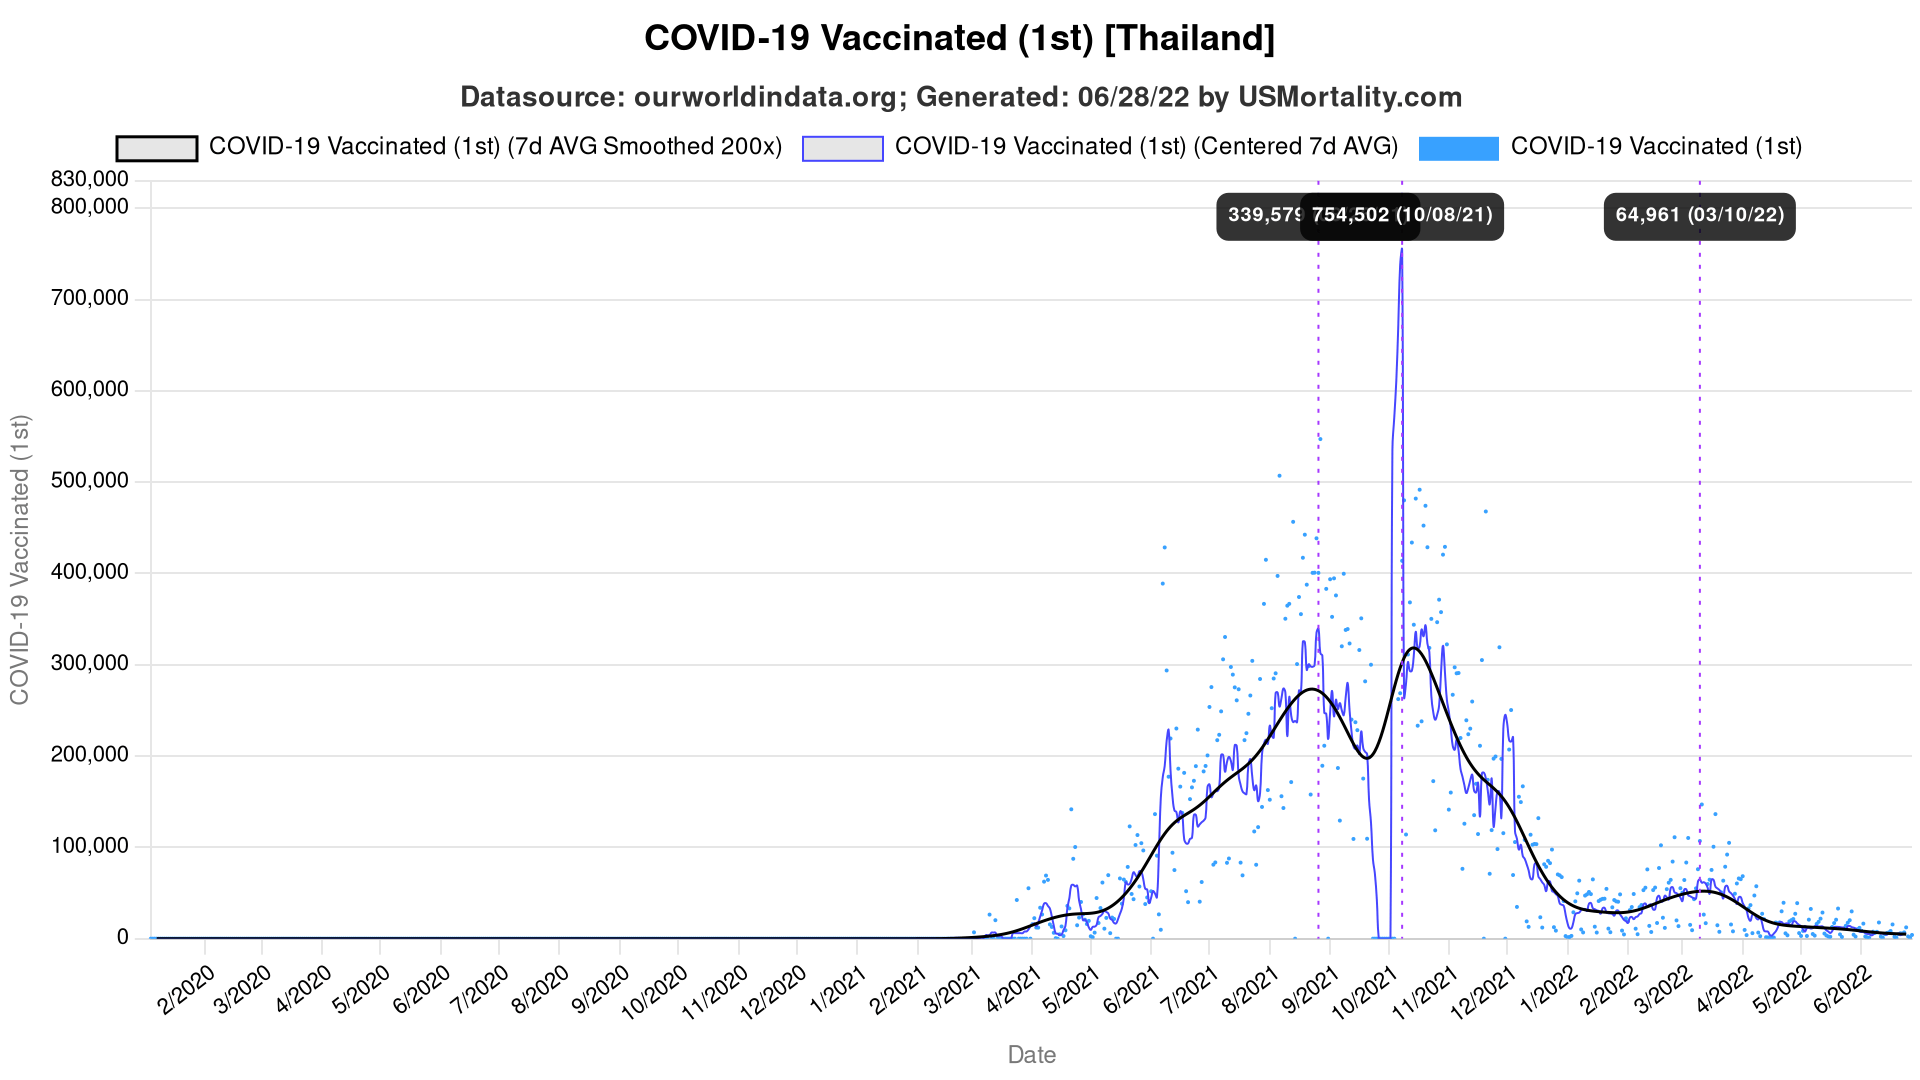 COVID-19 Vaccinated (1st) [Thailand]
Datasource: ourworldindata.org; Generated: 06/28/22 by USMortality.com
COVID-19 Vaccinated (1st) (7d AVG Smoothed 200x) COVID-19 Vaccinated (1st) (Centered 7d AVG) COVID-19 Vaccinated (1st)
830,000
800,000
700,000
600,000
500,000
400,000
300,000
200,000
100,000
0
COVID-19 Vaccinated (1st)
339,579 754,502 (10/08/21) 64,961 (03/10/22)
2/2020 3/2020 4/2020 5/2020 6/2020 7/2020 8/2020 9/2020 10/2020 11/2020 12/2020 1/2021 2/2021 3/2021 4/2021 5/2021 6/2021 7/2021 8/2021 9/2021 10/2021 11/2021 12/2021 1/2022 2/2022 3/2022 4/2022 5/2022 6/2022
Date